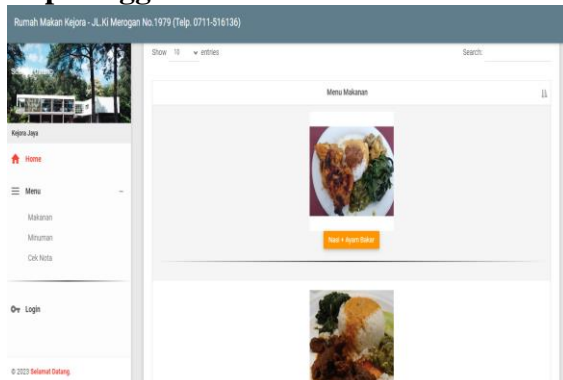 Rumah Makan Kejora - JL.Ki Merogan No.1979 (Telp. 0711-516136)
Show 10 entries
Search:
Kejora Jaya
Home
Menu
Makanan
Minuman
Cek Nota
Login
© 2023 Selamat Datang.
Menu Makanan
Nasi + Ayam Bakar